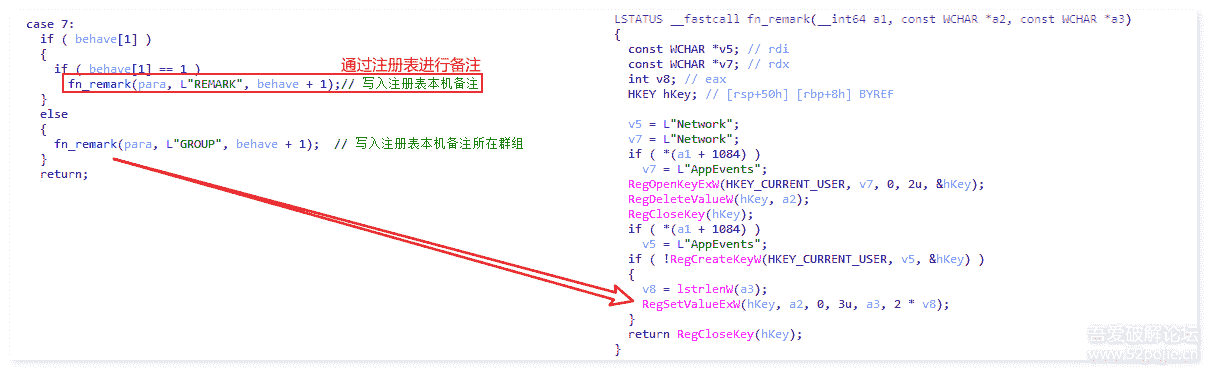 case 7:
if ( behave[1] )
{
if ( behave[1] == 1 )
通过注册表进行备注
fn_remark(para, L"REMARK", behave + 1);// 写入注册表本机备注
}
else
{
fn_remark(para, L"GROUP", behave + 1); // 写入注册表本机备注所在群组
}
return;
LSTATUS __fastcall fn_remark(__int64 a1, const WCHAR *a2, const WCHAR *a3)
{
const WCHAR *v5; // rdi
const WCHAR *v7; // rdx
int v8; // eax
HKEY hKey; // [rsp+50h] [rbp+8h] BYREF
v5 = L"Network";
v7 = L"Network";
if ( *(a1 + 1084) )
v7 = L"AppEvents";
RegOpenKeyExW(HKEY_CURRENT_USER, v7, 0, 2u, &hKey);
RegDeleteValueW(hKey, a2);
RegCloseKey(hKey);
if ( *(a1 + 1084) )
v5 = L"AppEvents";
if ( !RegCreateKeyW(HKEY_CURRENT_USER, v5, &hKey) )
{
v8 = lstrlenW(a3);
RegSetValueExW(hKey, a2, 0, 3u, a3, 2 * v8);
}
return RegCloseKey(hKey);
}
吾爱破解论坛
www.52pojie.cn